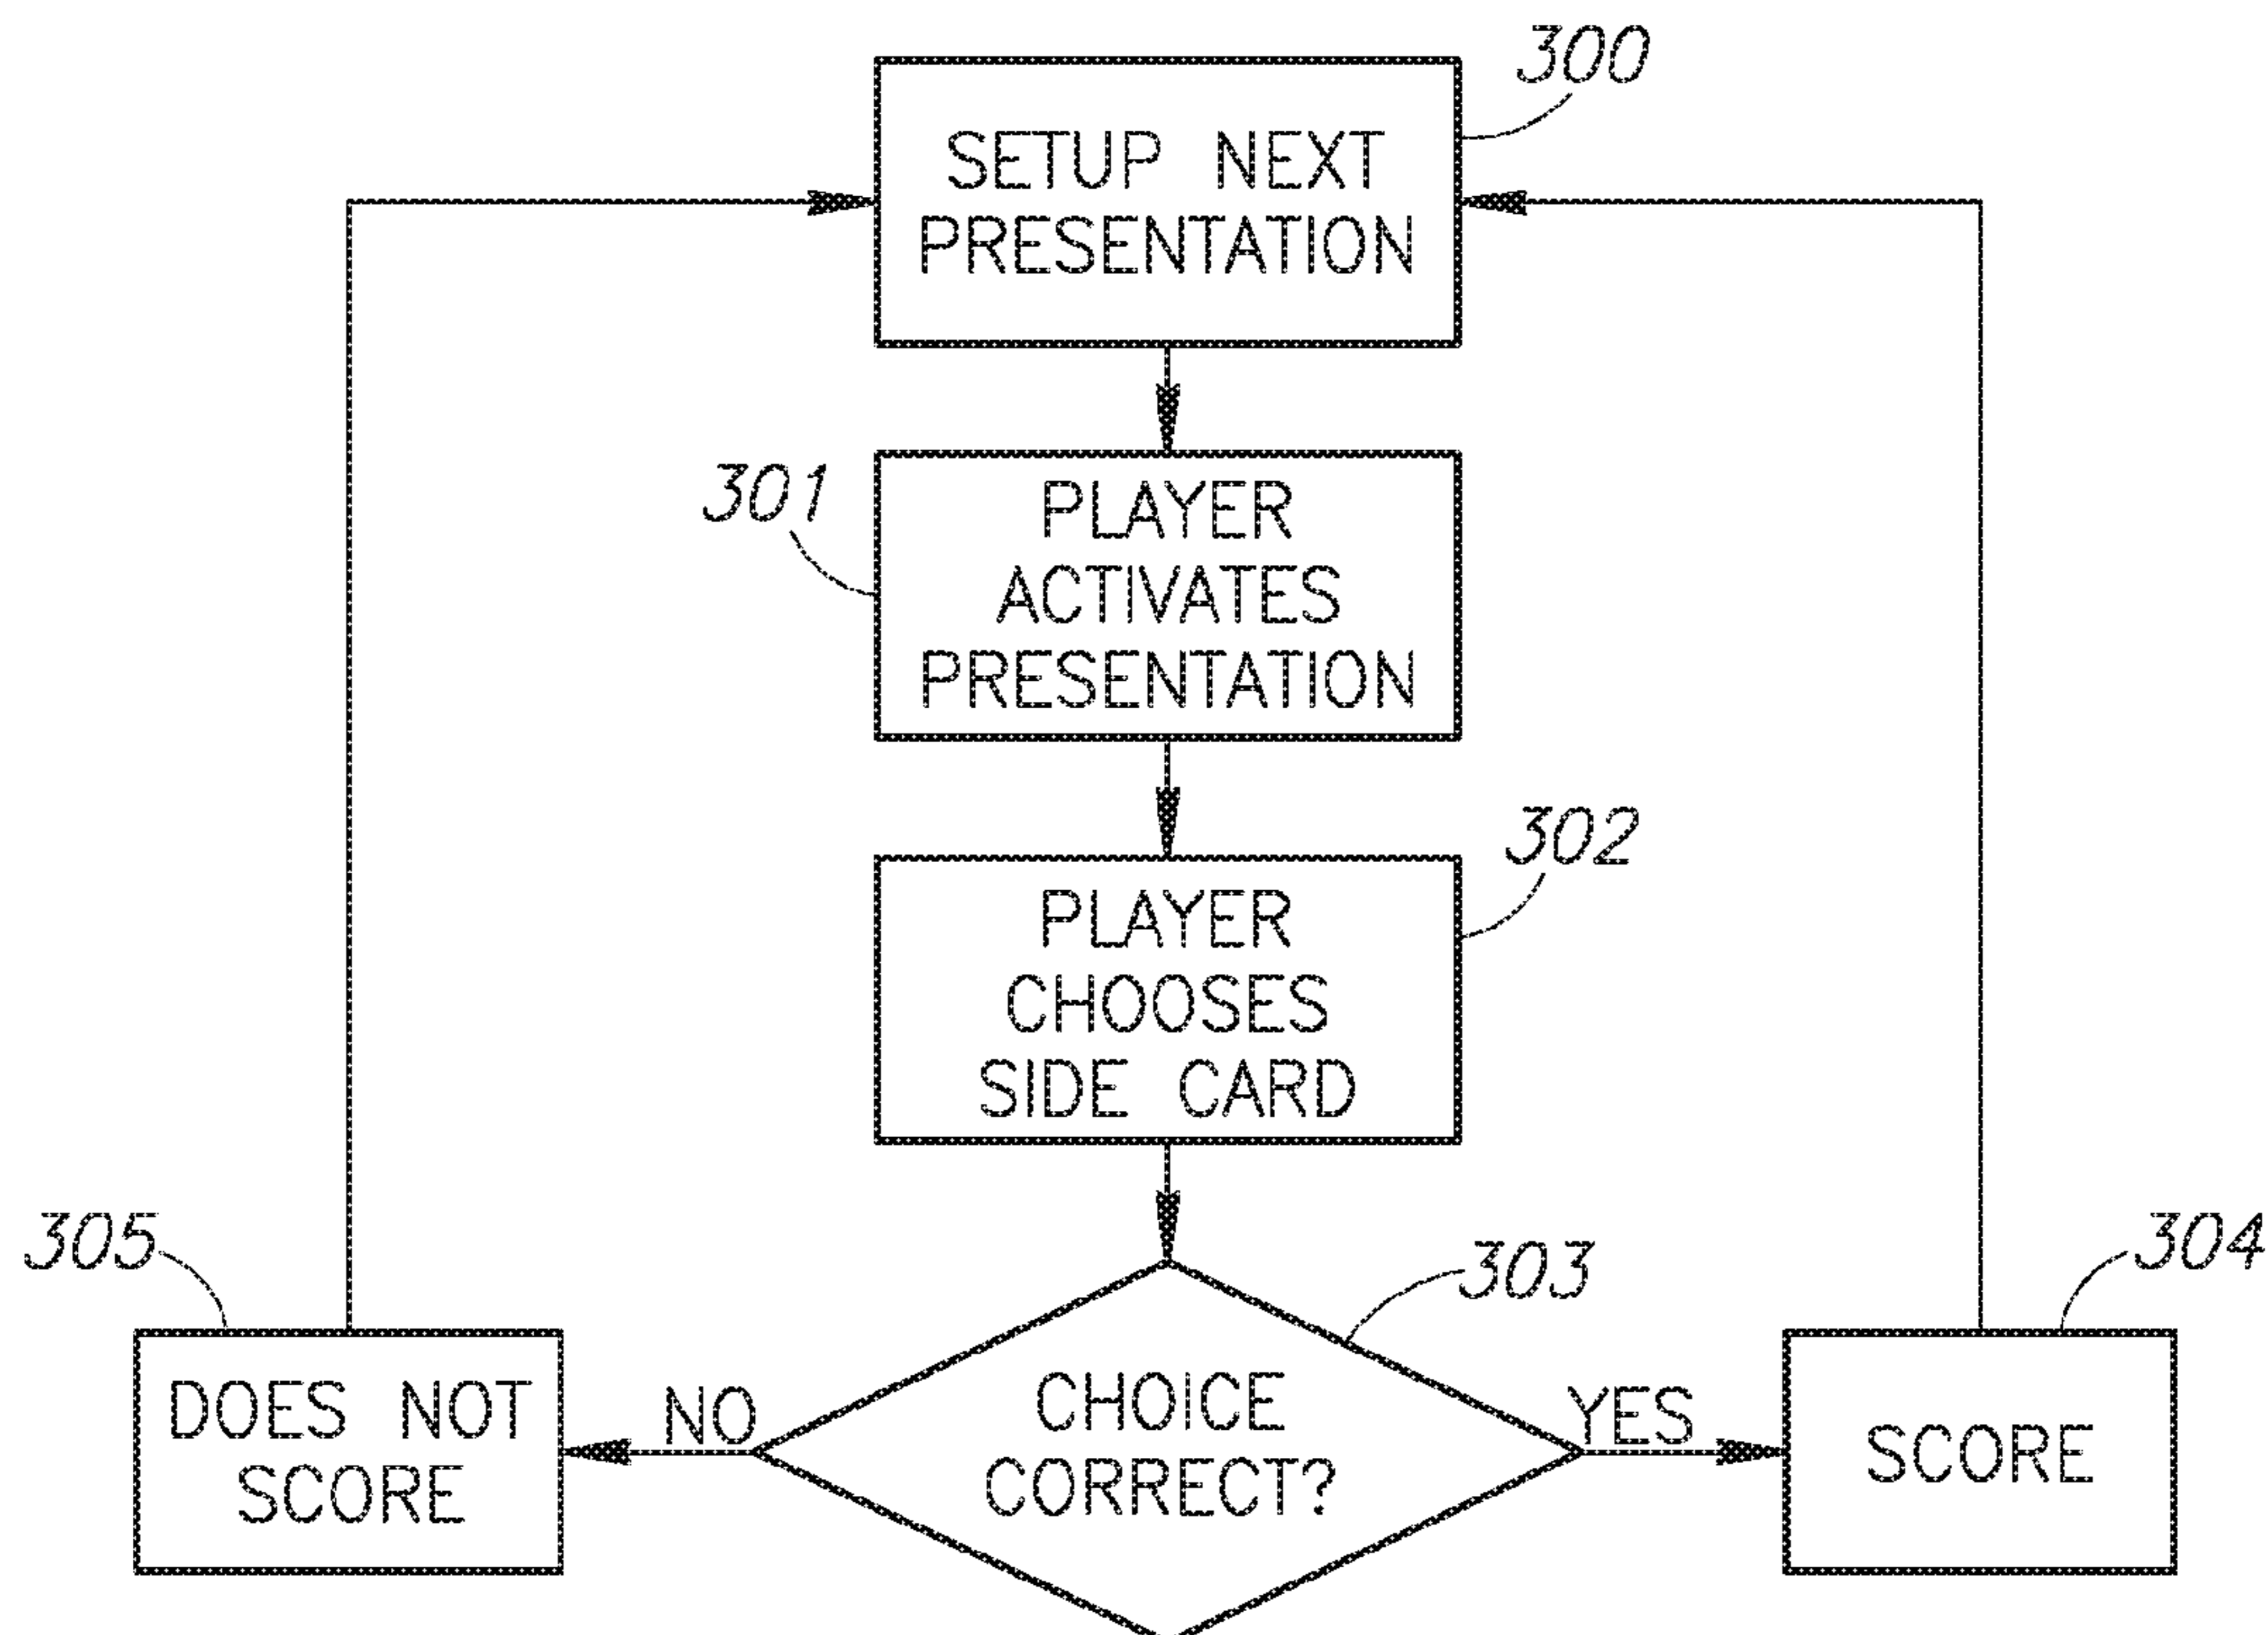 300
SETUP NEXT
PRESENTATION
301
PLAYER
ACTIVATES
PRESENTATION
302
PLAYER
CHOOSES
SIDE CARD
305
303
304
DOES NOT
SCORE
NO
CHOICE
CORRECT?
YES
SCORE